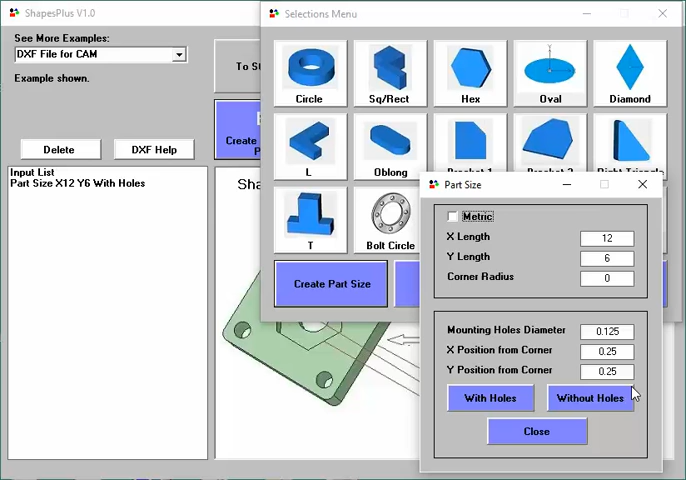 ShapesPlus V1.0
See More Examples:
DXF File for CAM
Example shown.
Delete
DXF Help
Input List
Part Size X12 Y6 With Holes
To
Create
Selections Menu
Circle
Sq/Rect
Hex
Oval
Diamond
L
Oblong
Bracket 1
Bracket 2
Right Triangle
T
Bolt Circle
Create Part Size
Part Size
Metric
X Length
12
Y Length
6
Corner Radius
0
Mounting Holes Diameter
0.125
X Position from Corner
0.25
Y Position from Corner
0.25
With Holes
Without Holes
Close